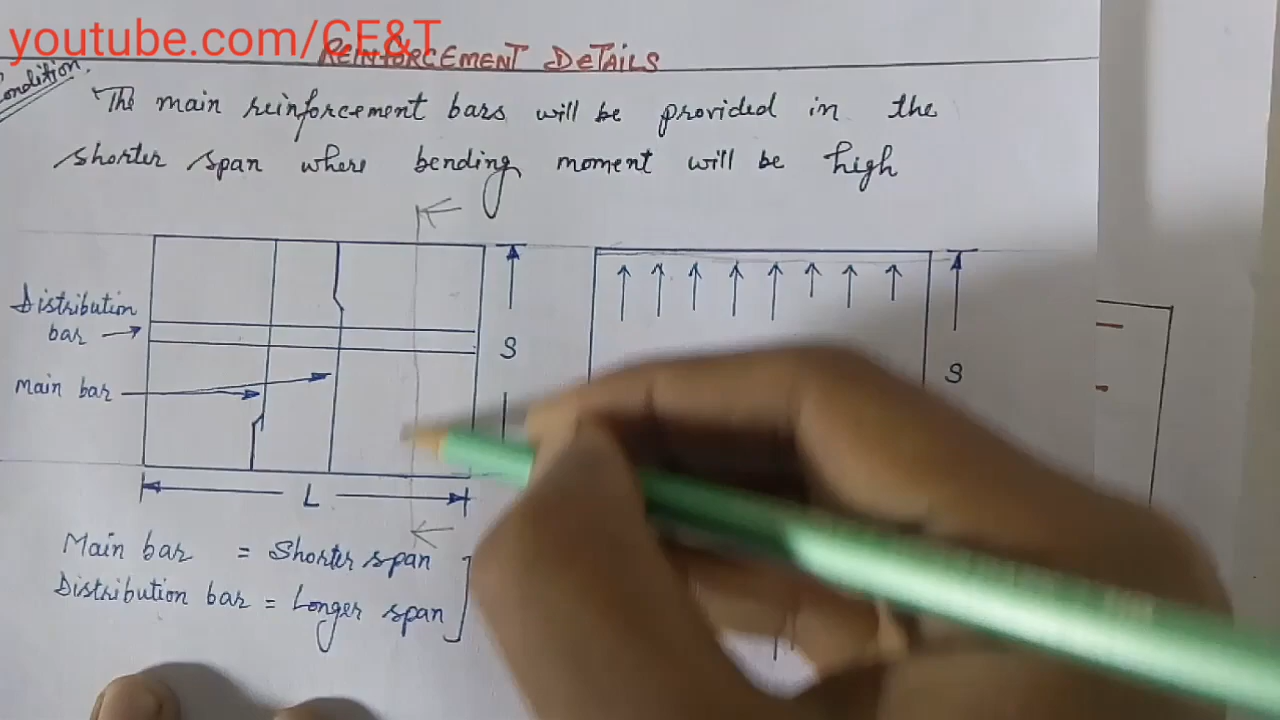 youtube.com/CE&T
REINFORCEMENT DETAILS
Condition.
The main reinforcement bars will be provided in the
shorter span where bending moment will be high
Distribution
bar
Main bar
S
S
L
Main bar = Shorter span
Distribution bar = Longer span